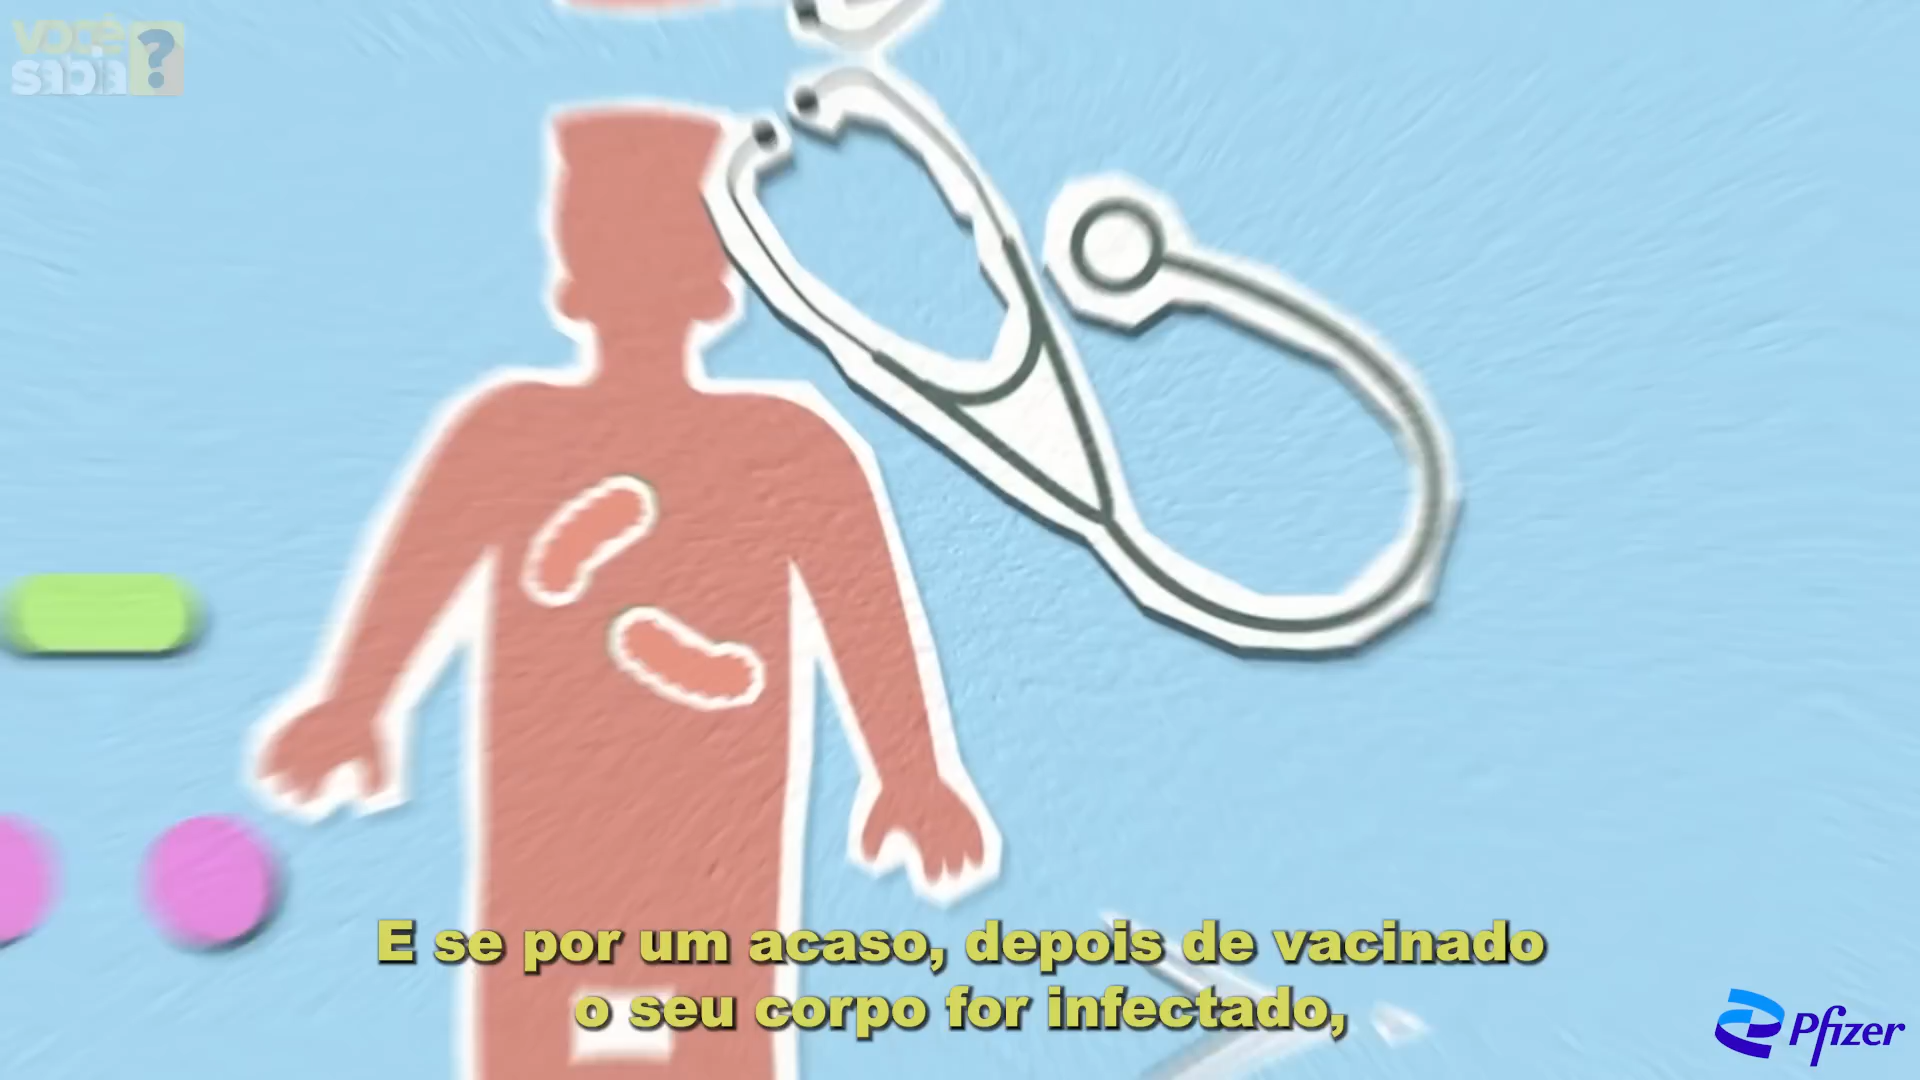 Você
sabia?
E se por um acaso, depois de vacinado
o seu corpo for infectado,
Pfizer